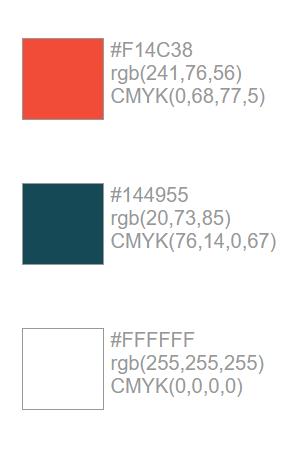 #F14C38
rgb(241,76,56)
CMYK(0,68,77,5)
#144955
rgb(20,73,85)
CMYK(76,14,0,67)
#FFFFFF
rgb(255,255,255)
CMYK(0,0,0,0)